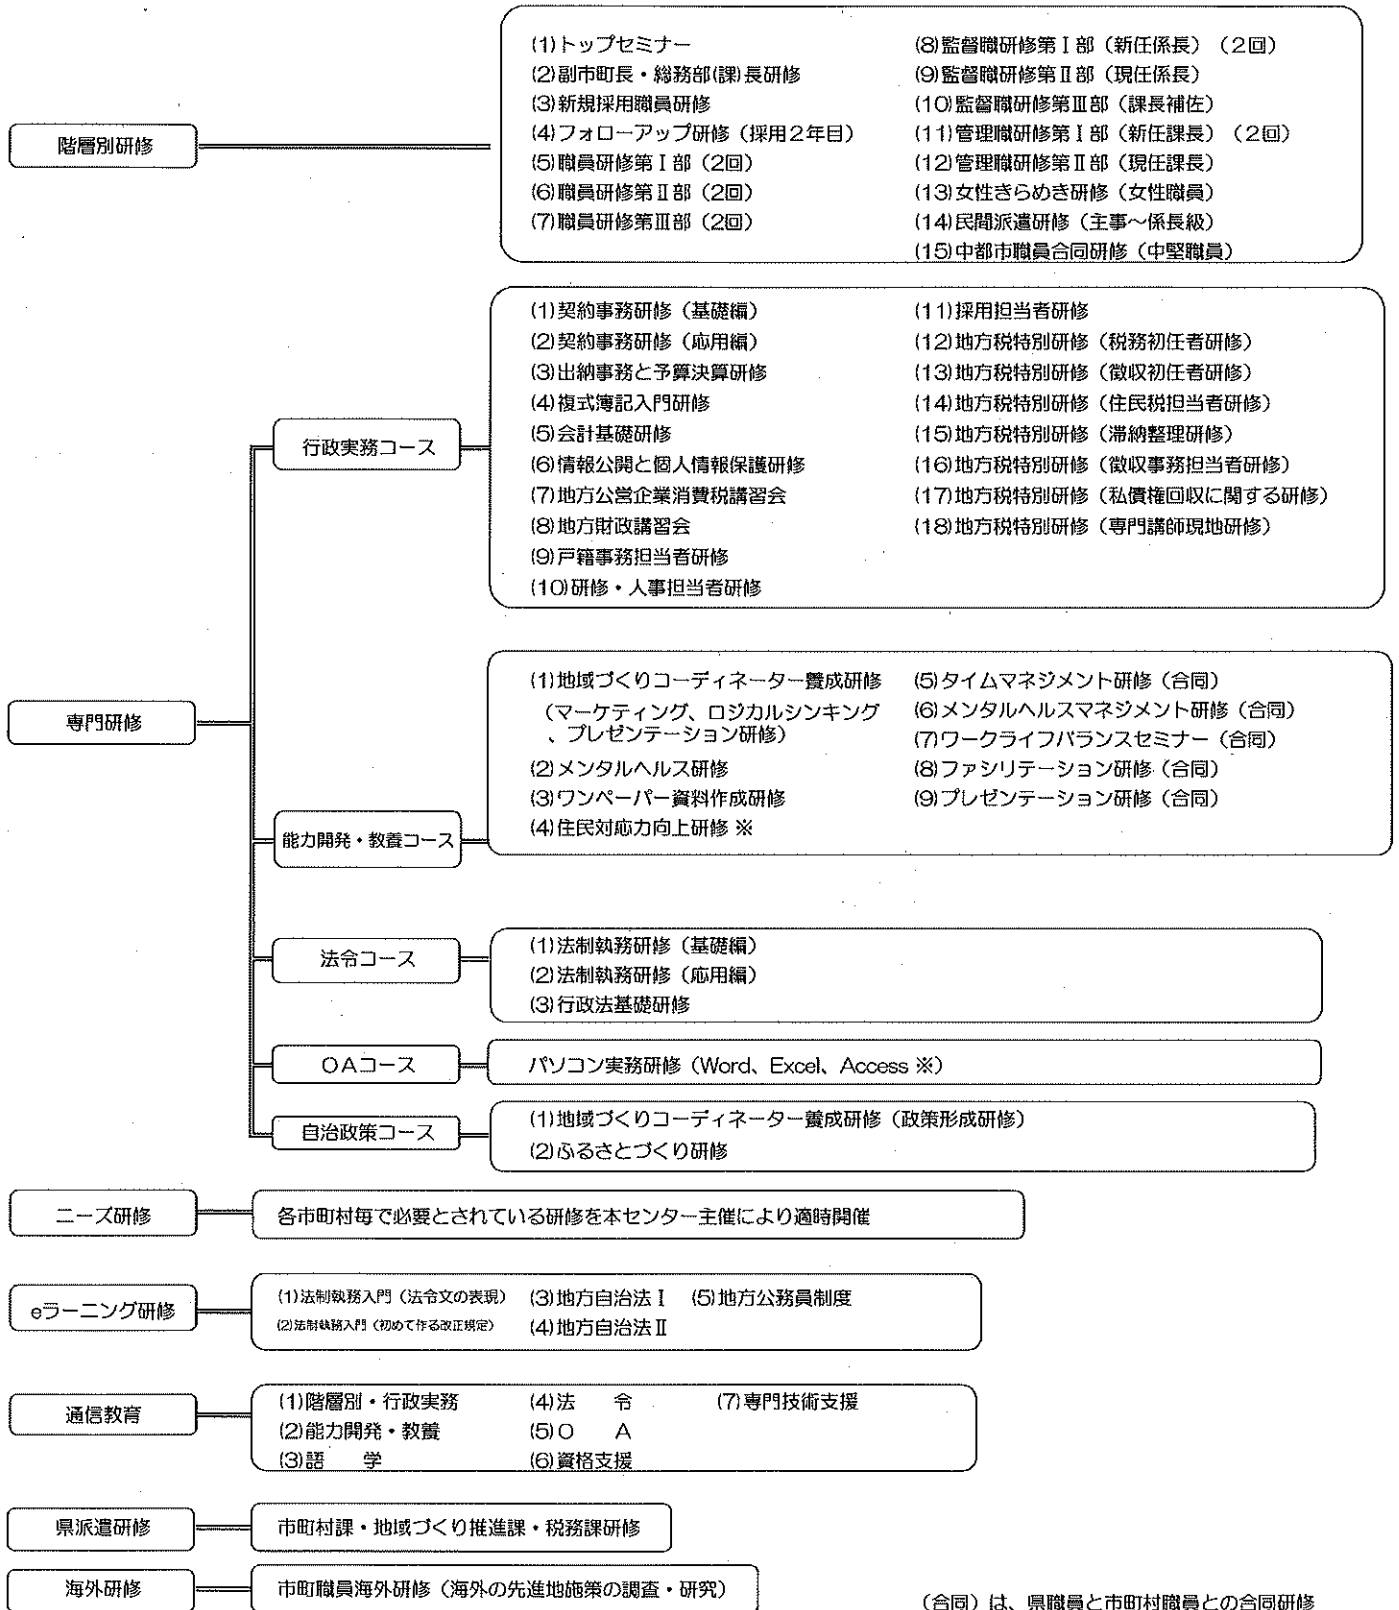 階層別研修
(1)トップセミナー
(2)副市町長・総務部(課)長研修
(3)新規採用職員研修
(4)フォローアップ研修（採用２年目）
(5)職員研修第Ⅰ部（2回）
(6)職員研修第Ⅱ部（2回）
(7)職員研修第Ⅲ部（2回）
(8)監督職研修第Ⅰ部（新任係長）（２回）
(9)監督職研修第Ⅱ部（現任係長）
(10)監督職研修第Ⅲ部（課長補佐）
(11)管理職研修第Ⅰ部（新任課長）（２回）
(12)管理職研修第Ⅱ部（現任課長）
(13)女性きらめき研修（女性職員）
(14)民間派遣研修（主事～係長級）
(15)中都市職員合同研修（中堅職員）
専門研修
行政実務コース
(1)契約事務研修（基礎編）
(2)契約事務研修（応用編）
(3)出納事務と予算決算研修
(4)複式簿記入門研修
(5)会計基礎研修
(6)情報公開と個人情報保護研修
(7)地方公営企業消費税講習会
(8)地方財政講習会
(9)戸籍事務担当者研修
(10)研修・人事担当者研修
(11)採用担当者研修
(12)地方税特別研修（税務初任者研修）
(13)地方税特別研修（徴収初任者研修）
(14)地方税特別研修（住民税担当者研修）
(15)地方税特別研修（滞納整理研修）
(16)地方税特別研修（徴収事務担当者研修）
(17)地方税特別研修（私債権回収に関する研修）
(18)地方税特別研修（専門講師現地研修）
能力開発・教養コース
(1)地域づくりコーディネーター養成研修
（マーケティング、ロジカルシンキング
、プレゼンテーション研修）
(2)メンタルヘルス研修
(3)ワンペーパー資料作成研修
(4)住民対応力向上研修 ※
(5)タイムマネジメント研修（合同）
(6)メンタルヘルスマネジメント研修（合同）
(7)ワークライフバランスセミナー（合同）
(8)ファシリテーション研修（合同）
(9)プレゼンテーション研修（合同）
法令コース
(1)法制執務研修（基礎編）
(2)法制執務研修（応用編）
(3)行政法基礎研修
ＯＡコース
パソコン実務研修（Word、Excel、Access ※）
自治政策コース
(1)地域づくりコーディネーター養成研修（政策形成研修）
(2)ふるさとづくり研修
ニーズ研修
各市町村毎で必要とされている研修を本センター主催により適時開催
eラーニング研修
(1)法制執務入門（法令文の表現）
(2)法制執務入門（初めて作る改正規定）
(3)地方自治法Ⅰ
(4)地方自治法Ⅱ
(5)地方公務員制度
通信教育
(1)階層別・行政実務
(2)能力開発・教養
(3)語　　学
(4)法　　令
(5)Ｏ　　Ａ
(6)資格支援
(7)専門技術支援
県派遣研修
市町村課・地域づくり推進課・税務課研修
海外研修
市町職員海外研修（海外の先進地施策の調査・研究）
（合同）は、県職員と市町村職員との合同研修